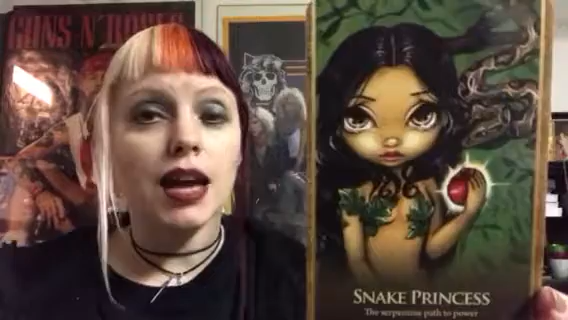 GUNS N' ROSES
SNAKE PRINCESS
The serpentine path to power